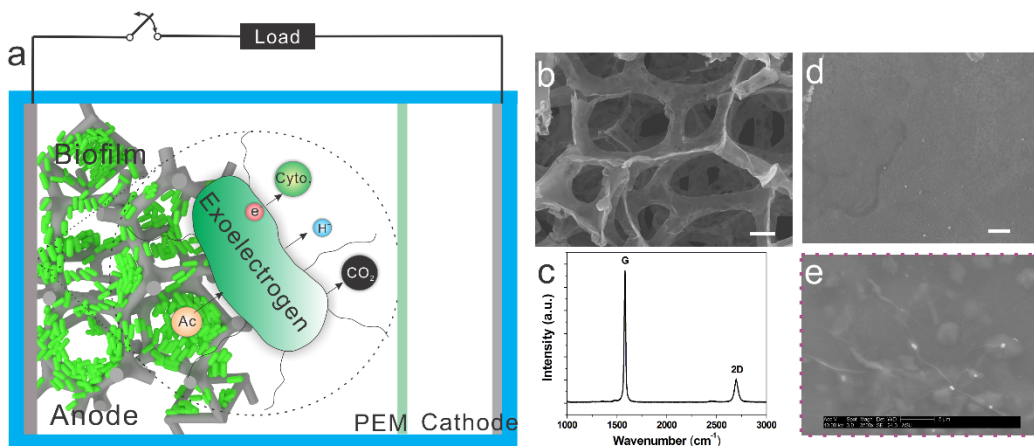 a
Load
Biofilm
Exoelectrogen
Cyto.
e
H+
CO2
Ac
Anode
PEM
Cathode
b
c
G
2D
Intensity (a.u.)
1000 1500 2000 2500 3000
Wavenumber (cm-1)
d
e